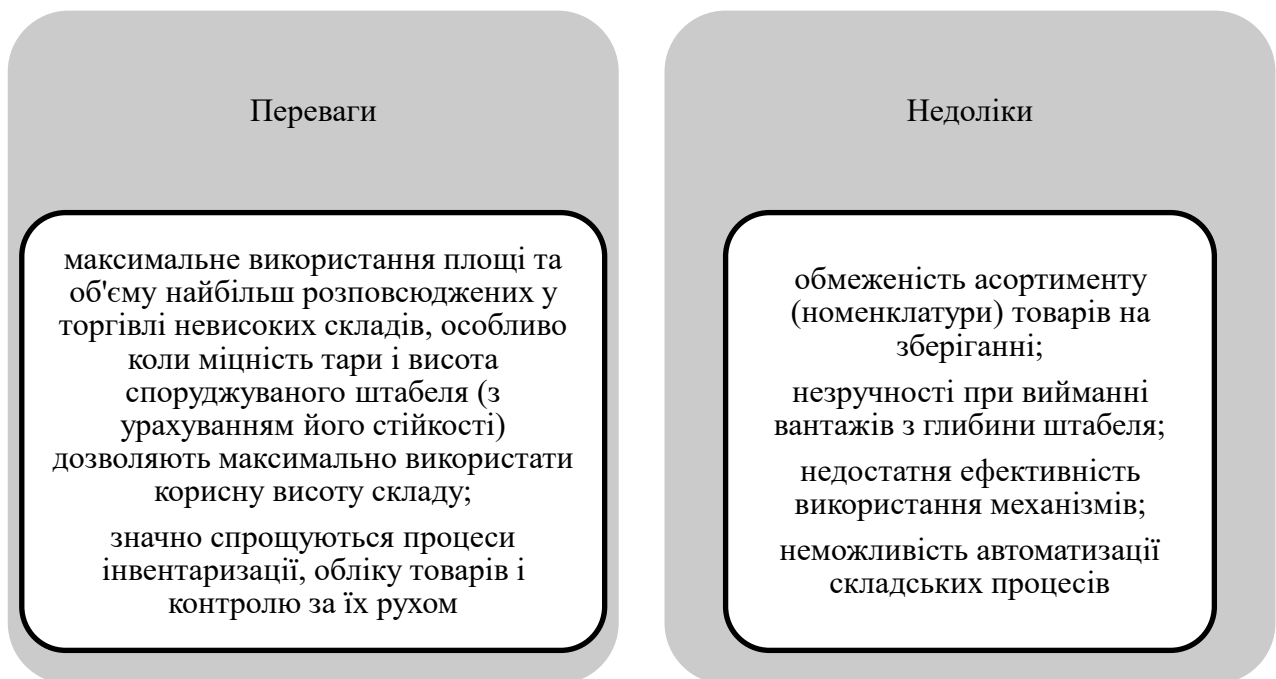 Переваги
максимальне використання площі та
об'єму найбільш розповсюджених у
торгівлі невисоких складів, особливо
коли міцність тари і висота
споруджуваного штабеля (з
урахуванням його стійкості)
дозволяють максимально використати
корисну висоту складу;
значно спрощуються процеси
інвентаризації, обліку товарів і
контролю за їх рухом
Недоліки
обмеженість асортименту
(номенклатури) товарів на
зберіганні;
незручності при вийманні
вантажів з глибини штабеля;
недостатня ефективність
використання механізмів;
неможливість автоматизації
складських процесів